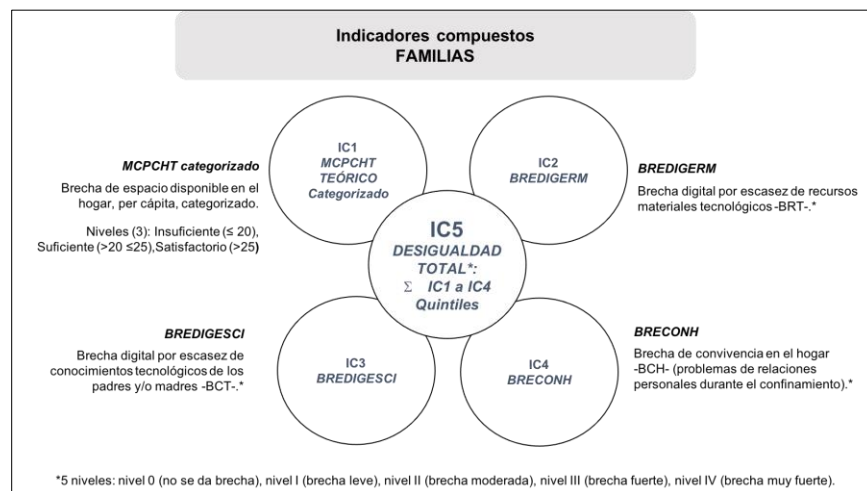 Indicadores compuestos
FAMILIAS
IC1
MCPCHT
TEÓRICO
Categorizado
MCPCHT categorizado
Brecha de espacio disponible en el
hogar, per cápita, categorizado.
Niveles (3): Insuficiente (≤ 20),
Suficiente (>20 ≤25),Satisfactorio (>25)
IC2
BREDIGERM
BREDIGERM
Brecha digital por escasez de recursos
materiales tecnológicos -BRT-.*
IC5
DESIGUALDAD
TOTAL*:
Σ IC1 a IC4
Quintiles
BREDIGESCI
Brecha digital por escasez de
conocimientos tecnológicos de los
padres y/o madres -BCT-.*
IC3
BREDIGESCI
IC4
BRECONH
BRECONH
Brecha de convivencia en el hogar
-BCH- (problemas de relaciones
personales durante el confinamiento).*
*5 niveles: nivel 0 (no se da brecha), nivel I (brecha leve), nivel II (brecha moderada), nivel III (brecha fuerte), nivel IV (brecha muy fuerte).